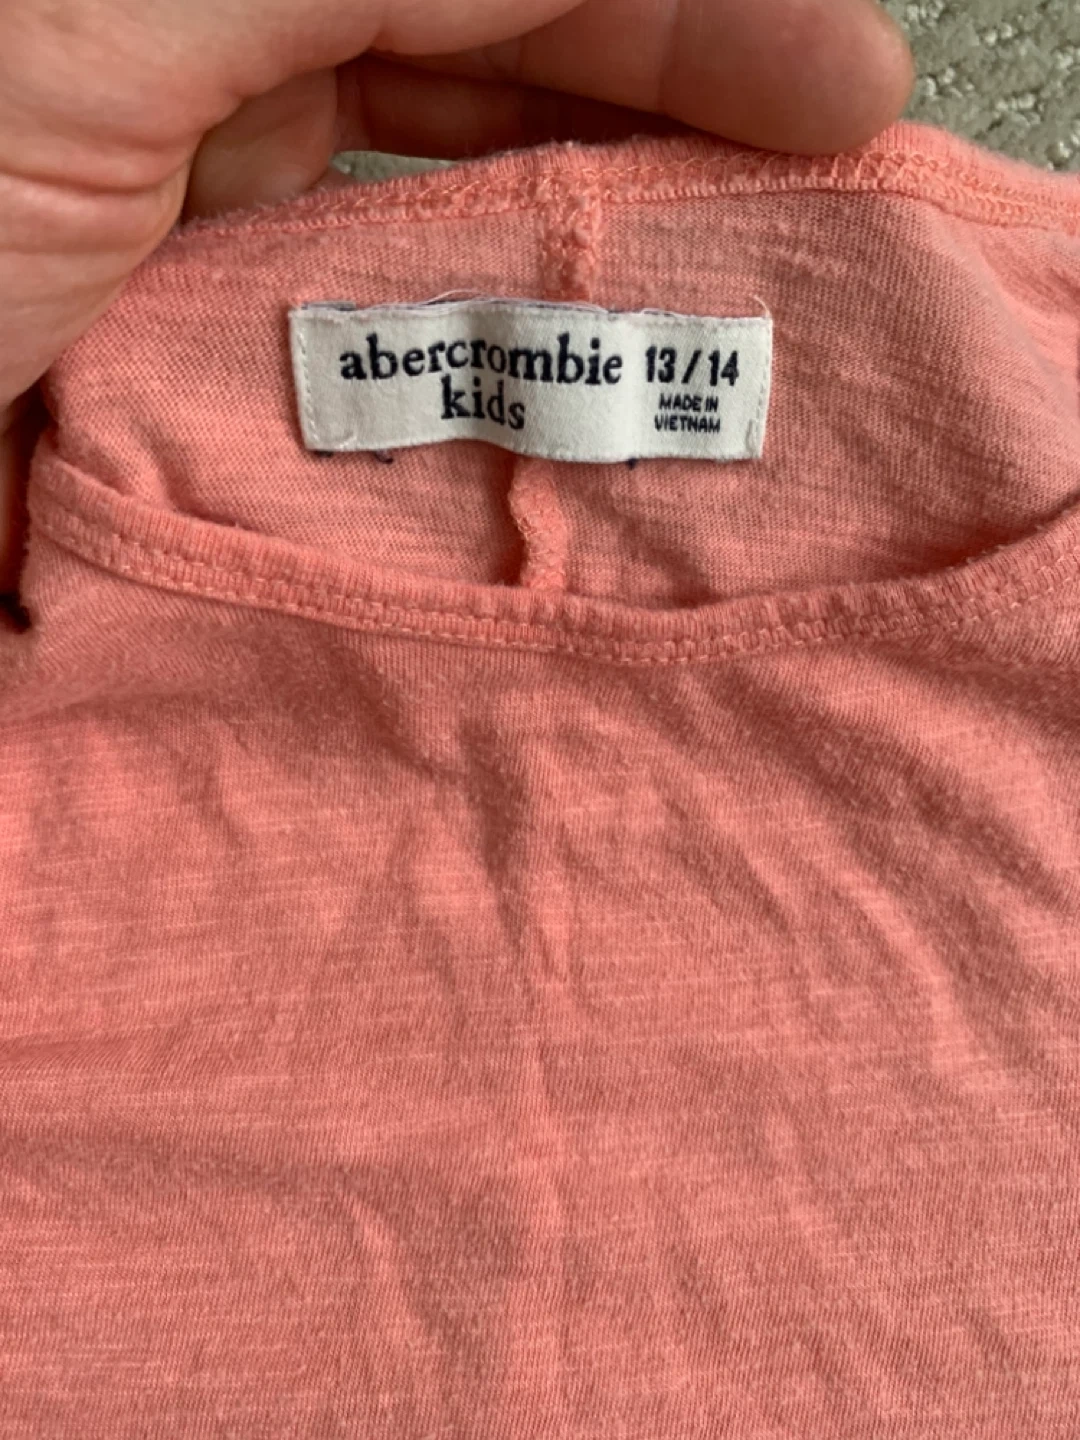 abercrombie
kids
13/14
MADE IN
VIETNAM